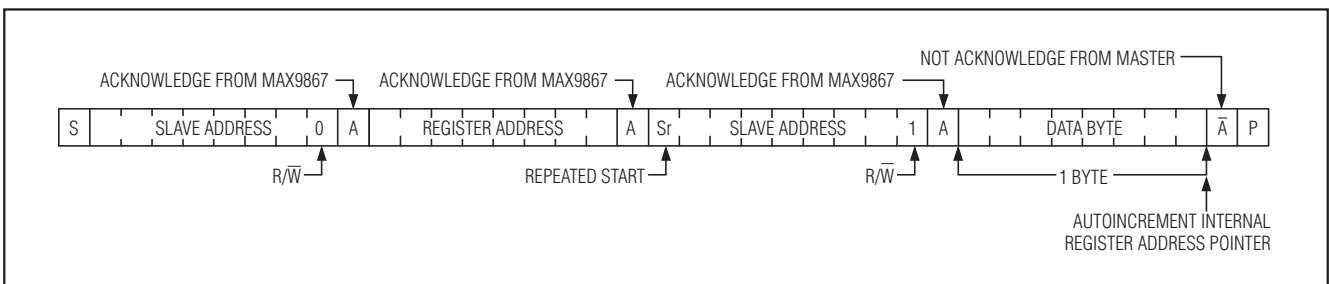 NOT ACKNOWLEDGE FROM MASTER
ACKNOWLEDGE FROM MAX9867 ACKNOWLEDGE FROM MAX9867 ACKNOWLEDGE FROM MAX9867
S SLAVE ADDRESS 0 A REGISTER ADDRESS A Sr SLAVE ADDRESS 1 A DATA BYTE A̅ P
R/W̅ REPEATED START R/W̅ 1 BYTE
AUTOINCREMENT INTERNAL
REGISTER ADDRESS POINTER